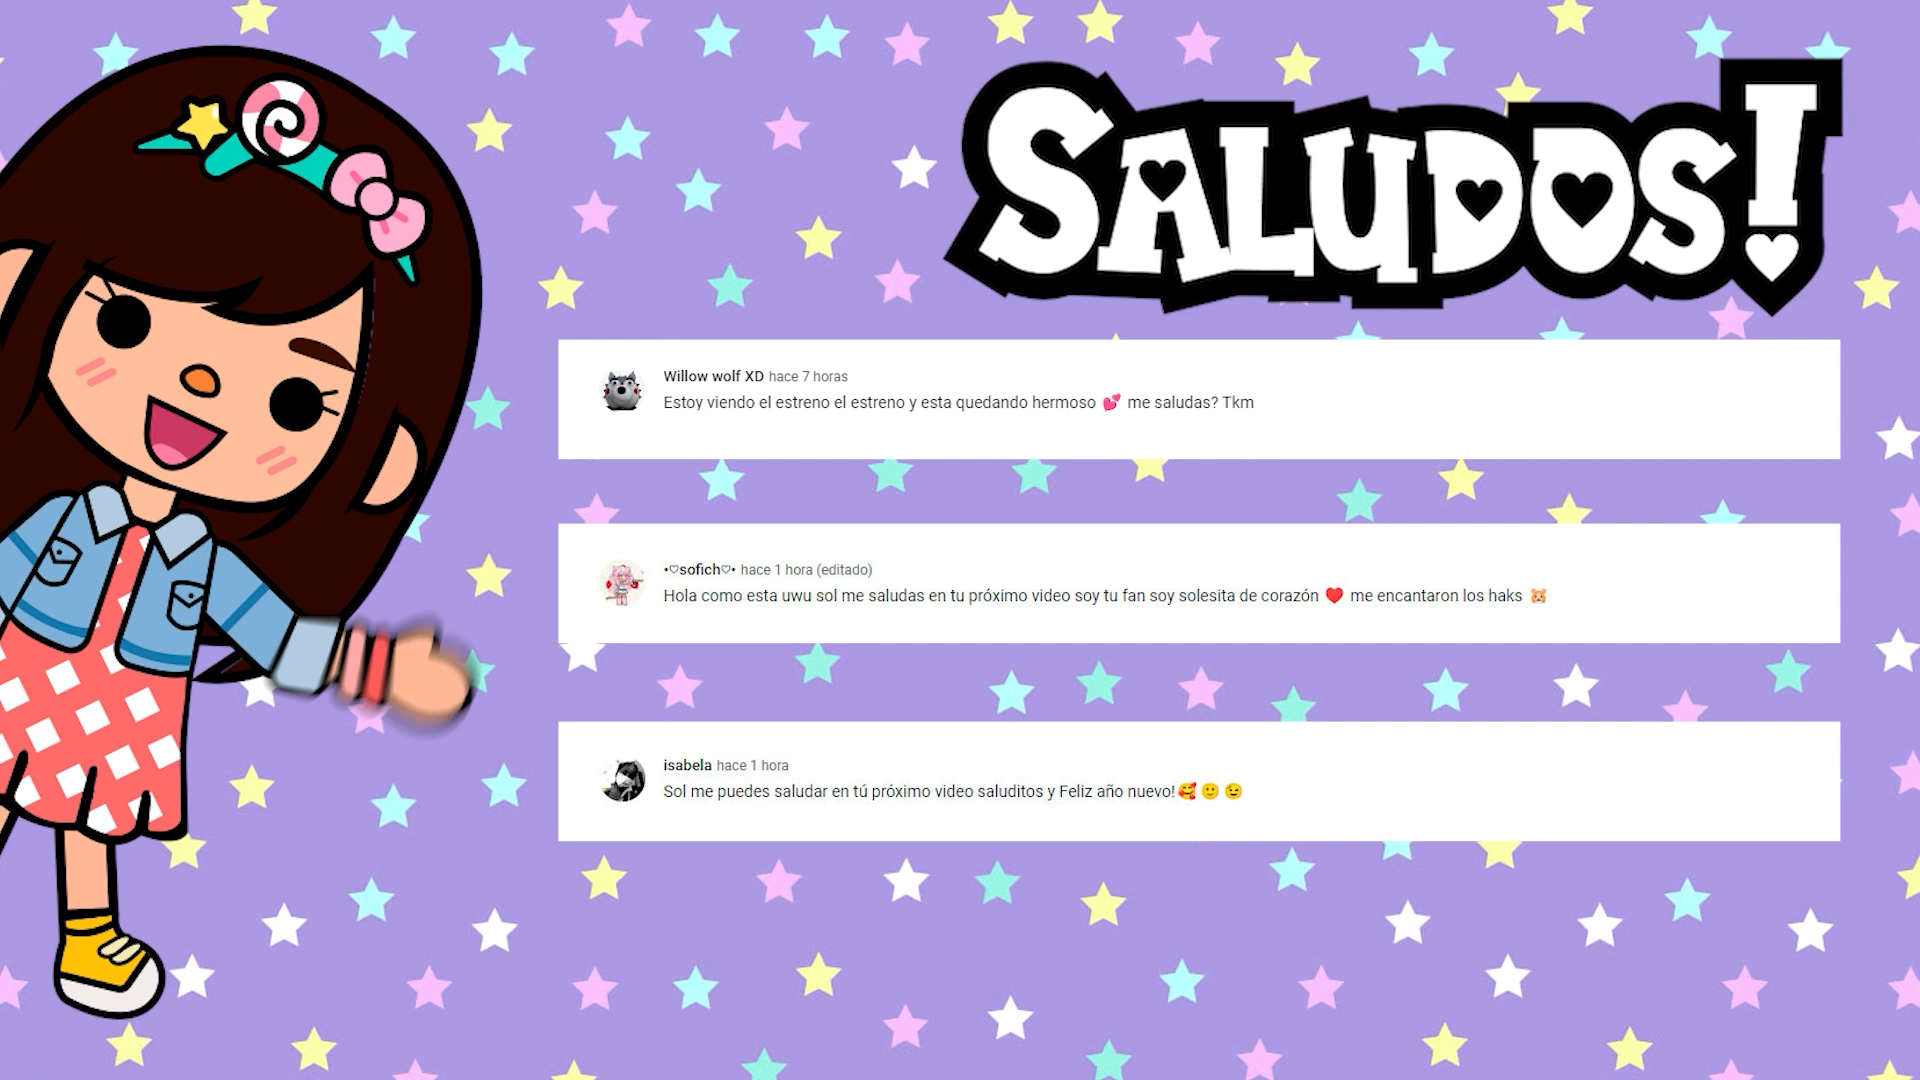 SALUDOS!
Willow wolf XD hace 7 horas
Estoy viendo el estreno el estreno y esta quedando hermoso 💕 me saludas? Tkm
•♡sofich♡• hace 1 hora (editado)
Hola como esta uwu sol me saludas en tu próximo video soy tu fan soy solesita de corazón ❤️ me encantaron los haks 🐹
isabela hace 1 hora
Sol me puedes saludar en tú próximo video saluditos y Feliz año nuevo!🥰 🙂 😉